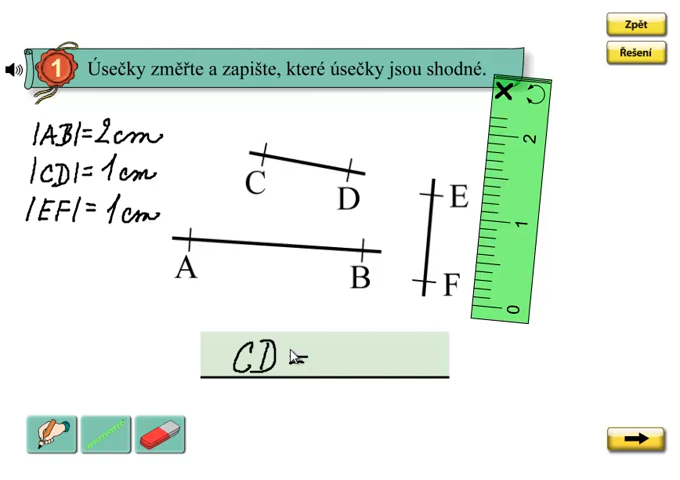 Zpět
Řešení
1 Úsečky změřte a zapište, které úsečky jsou shodné.
|AB|=2cm
|CD|=1cm
|EF|=1cm
C
D
E
A
B
F
2
1
0
CD =